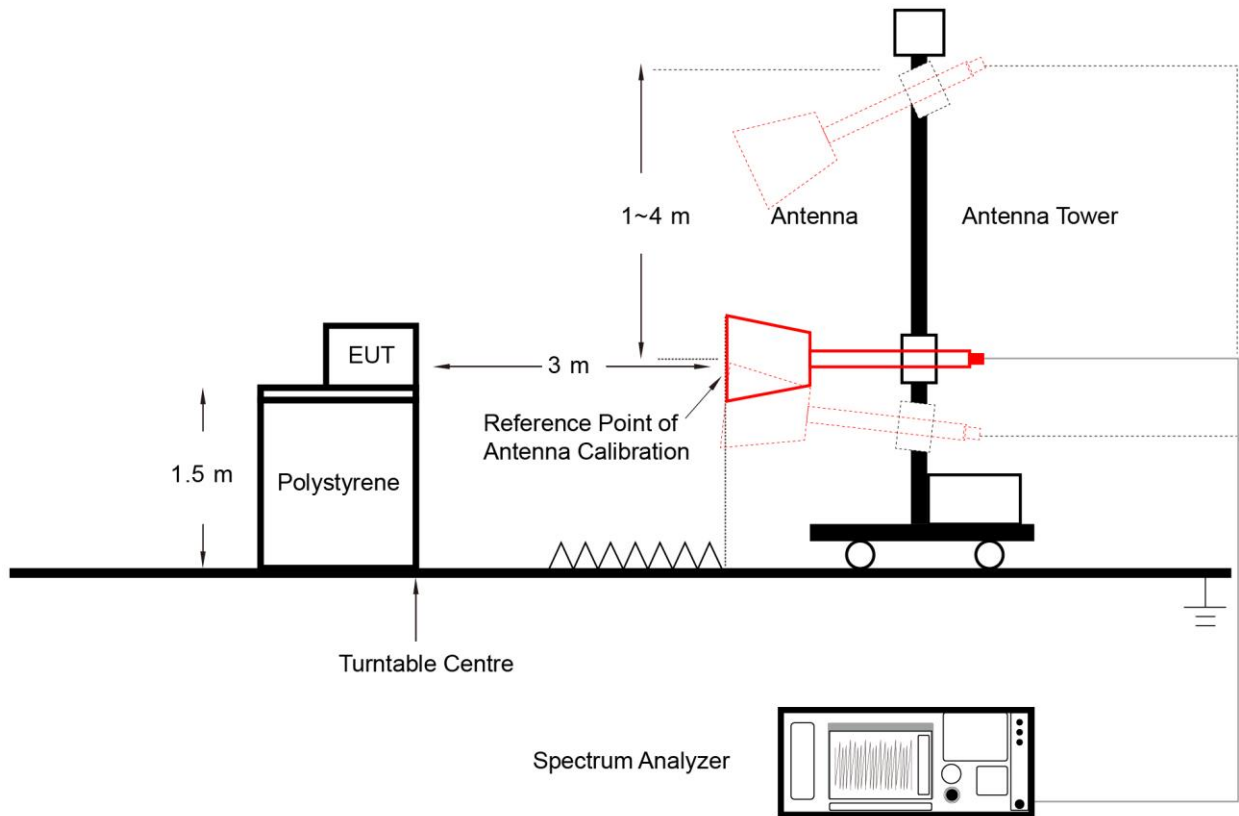 1~4 m
Antenna
Antenna Tower
EUT
3 m
Reference Point of
Antenna Calibration
1.5 m
Polystyrene
Turntable Centre
Spectrum Analyzer